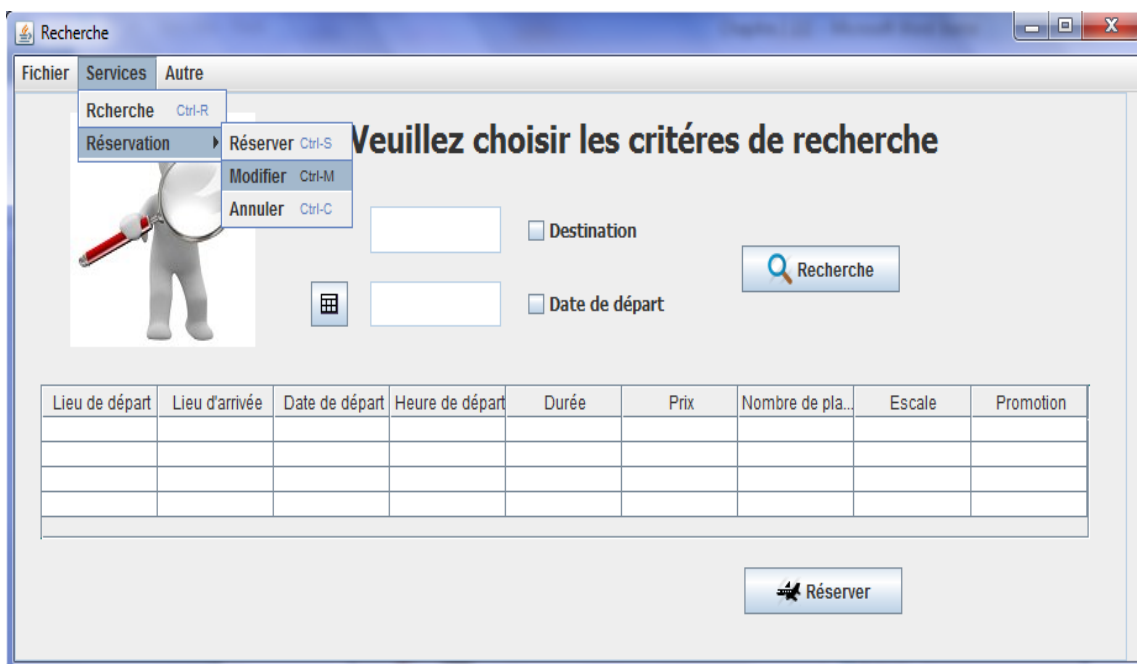 Recherche
Fichier Services Autre
Rcherche Ctrl-R
Réservation
Réserver Ctrl-S
Modifier Ctrl-M
Annuler Ctrl-C
Veuillez choisir les critéres de recherche
Destination
Date de départ
Recherche
Lieu de départ Lieu d'arrivée Date de départ Heure de départ Durée Prix Nombre de pla... Escale Promotion
Réserver